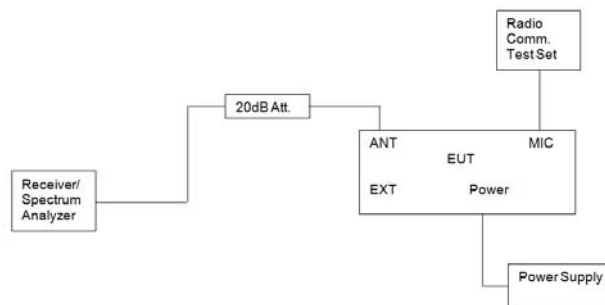 Radio
Comm.
Test Set
20dB Att.
ANT
MIC
EUT
EXT
Power
Receiver/
Spectrum
Analyzer
Power Supply